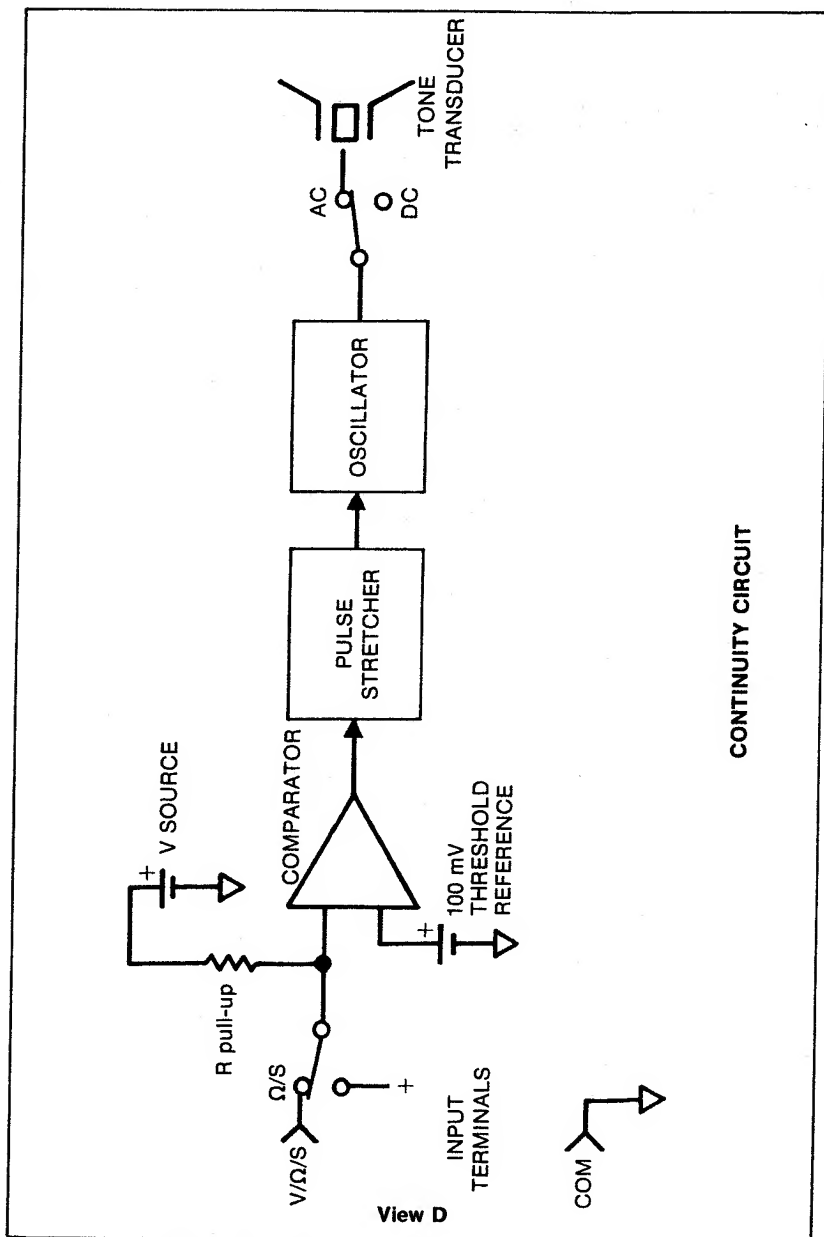 V SOURCE
+
R pull-up
COMPARATOR
Ω/S
V/Ω/S
+
INPUT
TERMINALS
+
100 mV
THRESHOLD
REFERENCE
PULSE
STRETCHER
OSCILLATOR
AC
DC
TONE
TRANSDUCER
COM
CONTINUITY CIRCUIT
View D